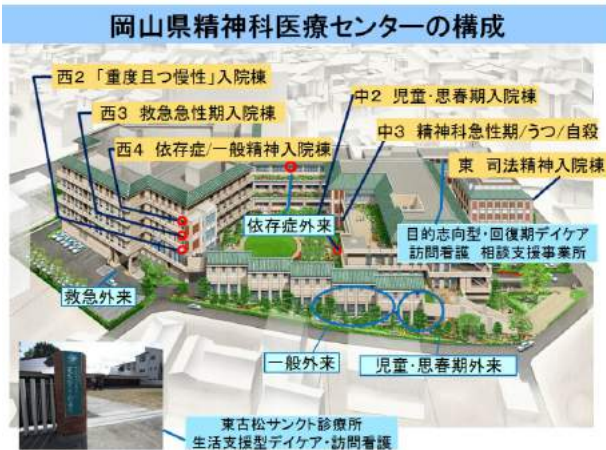 岡山県精神科医療センターの構成
西2 「重度且つ慢性」入院棟
西3 救急急性期入院棟
西4 依存症/一般精神入院棟
中2 児童・思春期入院棟
中3 精神科急性期/うつ/自殺
東 司法精神入院棟
依存症外来
目的志向型・回復期デイケア
訪問看護 相談支援事業所
救急外来
一般外来
児童・思春期外来
東古松サンクト診療所
生活支援型デイケア・訪問看護